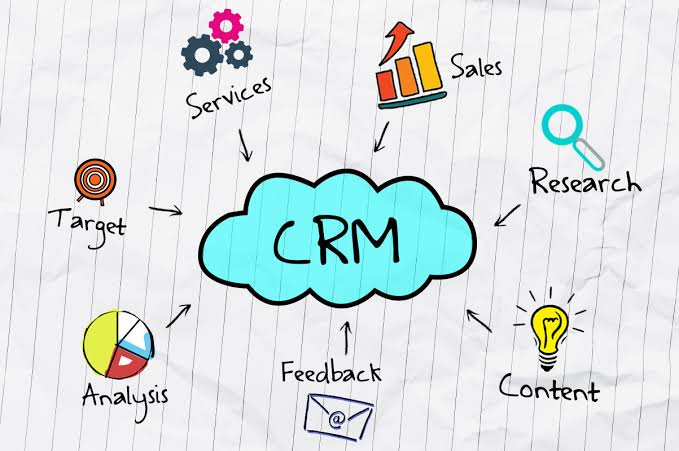 Services
Sales
Research
Target
CRM
Analysis
Feedback
@
Content